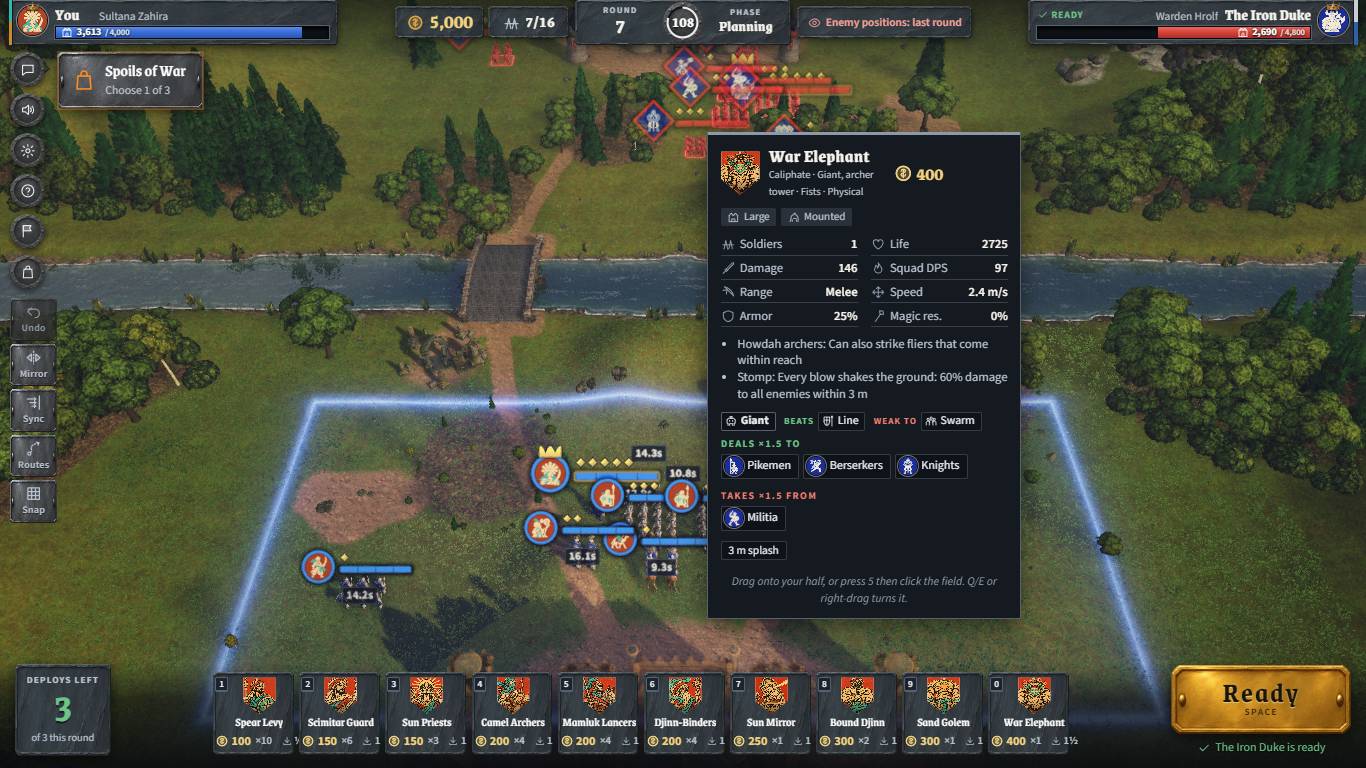 You Sultana Zahira
3,613 / 4,000
5,000
7/16
ROUND
7
108
PHASE
Planning
Enemy positions: last round
READY
Warden Hrolf The Iron Duke
2,690 / 4,800
Spoils of War
Choose 1 of 3
Undo
Mirror
Sync
Routes
Snap
War Elephant
Caliphate · Giant, archer
tower · Fists · Physical
400
Large
Mounted
Soldiers 1
Life 2725
Damage 146
Squad DPS 97
Range Melee
Speed 2.4 m/s
Armor 25%
Magic res. 0%
• Howdah archers: Can also strike fliers that come
within reach
• Stomp: Every blow shakes the ground: 60% damage
to all enemies within 3 m
Giant BEATS Line WEAK TO Swarm
DEALS ×1.5 TO
Pikemen Berserkers Knights
TAKES ×1.5 FROM
Militia
3 m splash
Drag onto your half, or press 5 then click the field. Q/E or
right-drag turns it.
14.3s
10.8s
16.1s
9.3s
14.2s
DEPLOYS LEFT
3
of 3 this round
1
Spear Levy
100 ×10
2
Scimitar Guard
150 ×6 1
3
Sun Priests
150 ×3 1
4
Camel Archers
200 ×4 1
5
Mamluk Lancers
200 ×4 1
6
Djinn-Binders
200 ×4 1
7
Sun Mirror
250 ×1 1
8
Bound Djinn
300 ×2 1
9
Sand Golem
300 ×1 1
0
War Elephant
400 ×1 1½
Ready
SPACE
The Iron Duke is ready